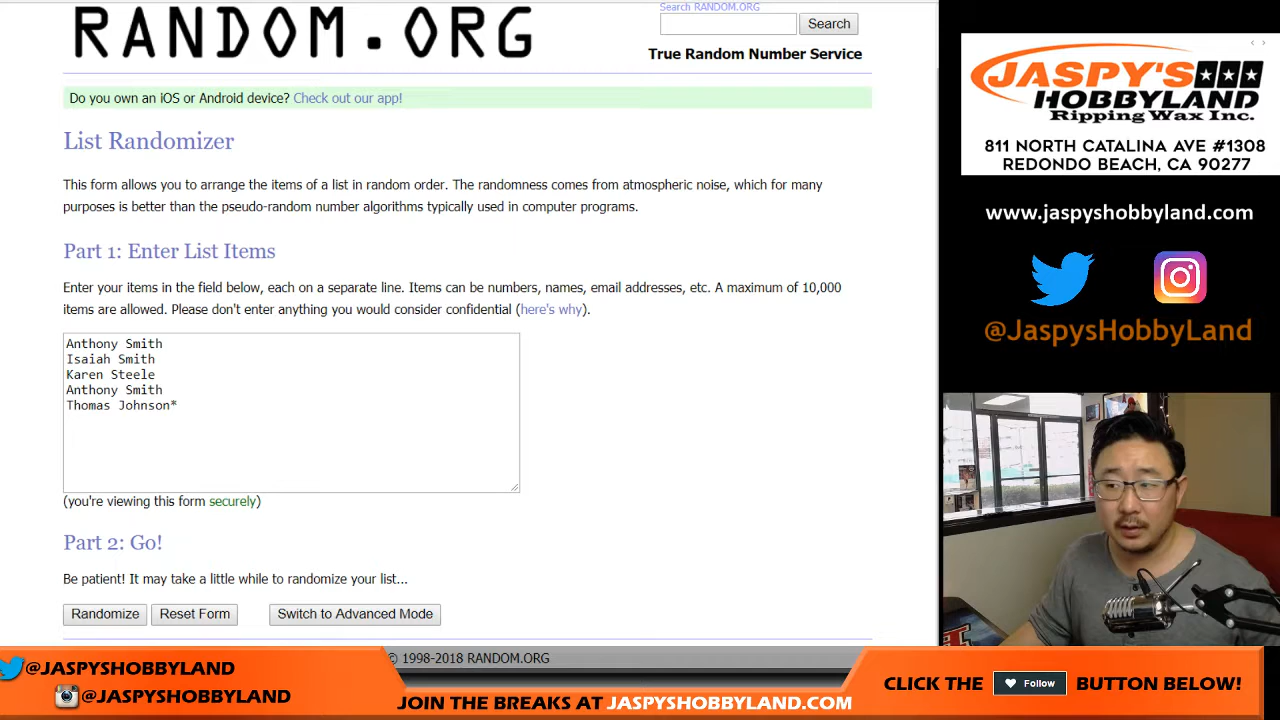 RANDOM.ORG
Search RANDOM.ORG
Search
True Random Number Service
Do you own an iOS or Android device? Check out our app!
List Randomizer
This form allows you to arrange the items of a list in random order. The randomness comes from atmospheric noise, which for many
purposes is better than the pseudo-random number algorithms typically used in computer programs.
Part 1: Enter List Items
Enter your items in the field below, each on a separate line. Items can be numbers, names, email addresses, etc. A maximum of 10,000
items are allowed. Please don't enter anything you would consider confidential (here's why).
Anthony Smith
Isaiah Smith
Karen Steele
Anthony Smith
Thomas Johnson*
(you're viewing this form securely)
Part 2: Go!
Be patient! It may take a little while to randomize your list...
Randomize
Reset Form
Switch to Advanced Mode
© 1998-2018 RANDOM.ORG
JASPY'S
HOBBYLAND
Ripping Wax Inc.
811 NORTH CATALINA AVE #1308
REDONDO BEACH, CA 90277
www.jaspyshobbyland.com
@JaspysHobbyLand
@JASPYSHOBBYLAND
@JASPYSHOBBYLAND
JOIN THE BREAKS AT JASPYSHOBBYLAND.COM
CLICK THE Follow BUTTON BELOW!